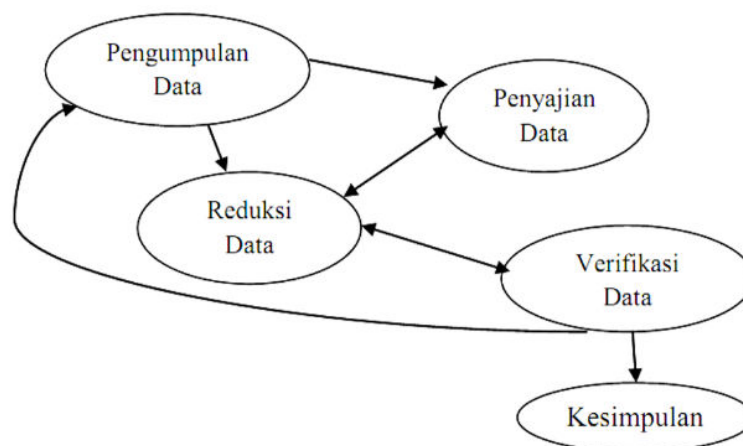 Pengumpulan
Data
Penyajian
Data
Reduksi
Data
Verifikasi
Data
Kesimpulan